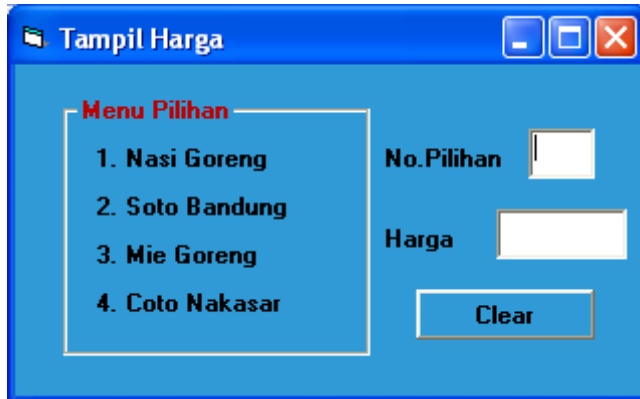 Tampil Harga
Menu Pilihan
1. Nasi Goreng
2. Soto Bandung
3. Mie Goreng
4. Coto Nakasar
No.Pilihan
Harga
Clear